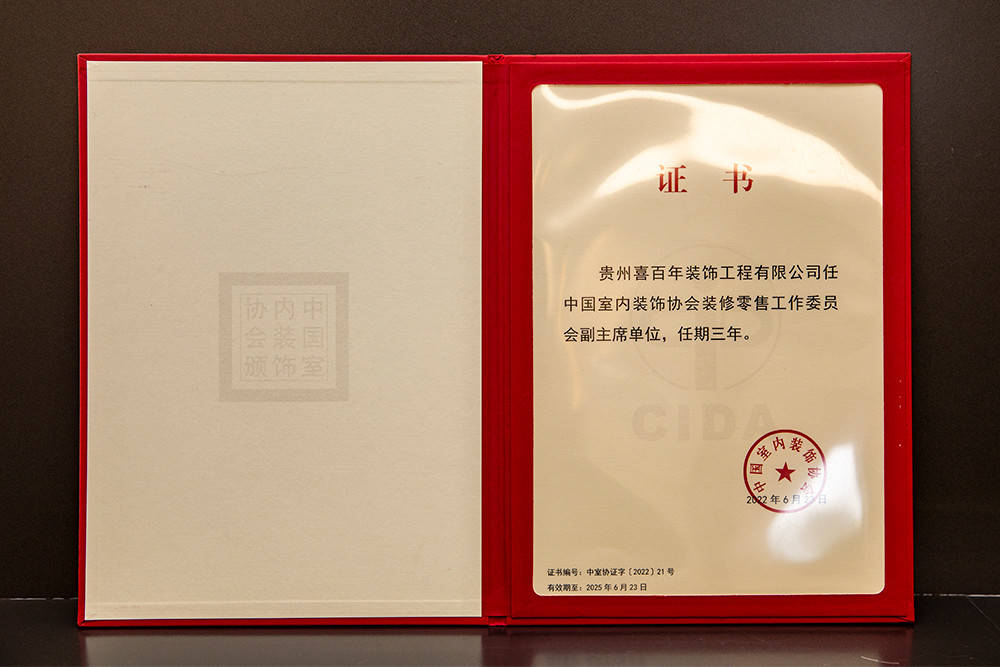 中国室
内装饰
协会颁
证书
贵州喜百年装饰工程有限公司任
中国室内装饰协会装修零售工作委员
会副主席单位，任期三年。
CIDA
中国室内装饰协会
2022年6月23日
证书编号：中室协证字〔2022〕21号
有效期至：2025年6月23日